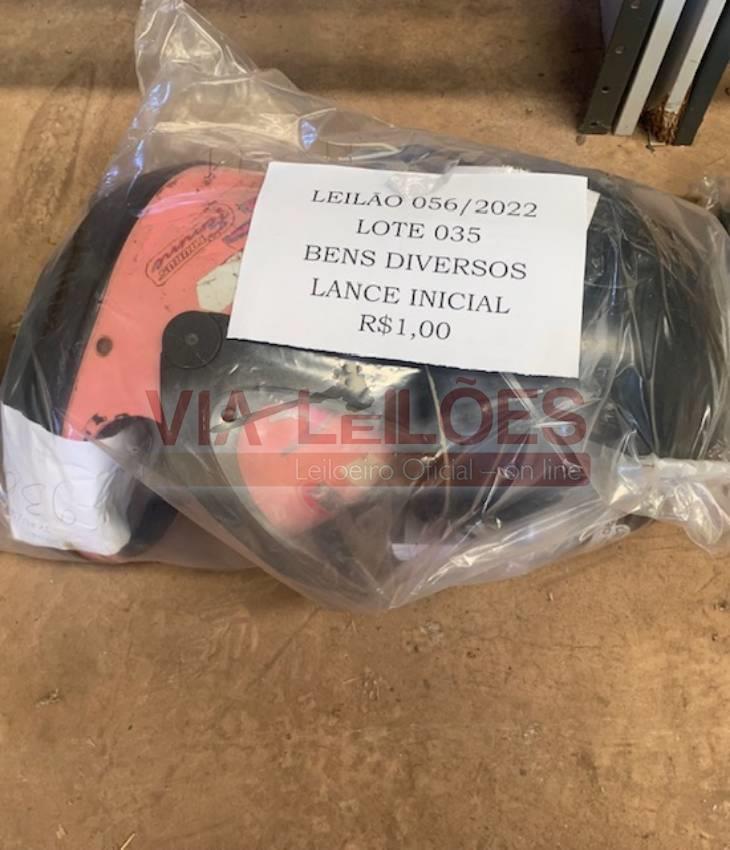 LEILÃO 056/2022
LOTE 035
BENS DIVERSOS
LANCE INICIAL
R$1,00
VIA LEILÕES
Leiloeiro Oficial – on line